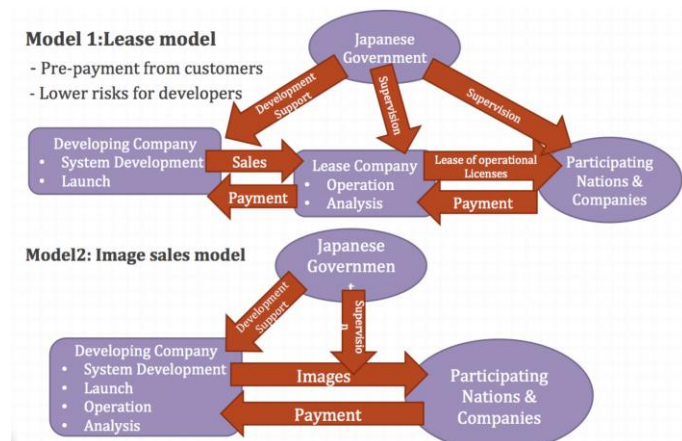 Model 1:Lease model
- Pre-payment from customers
- Lower risks for developers
Japanese
Government
Development
Support
Supervision
Supervision
Developing Company
• System Development
• Launch
Sales
Payment
Lease Company
• Operation
• Analysis
Lease of operational
Licenses
Payment
Participating
Nations &
Companies
Model2: Image sales model
Japanese
Governmen
t
Development
Support
Supervisio
n
Developing Company
• System Development
• Launch
• Operation
• Analysis
Images
Payment
Participating
Nations &
Companies